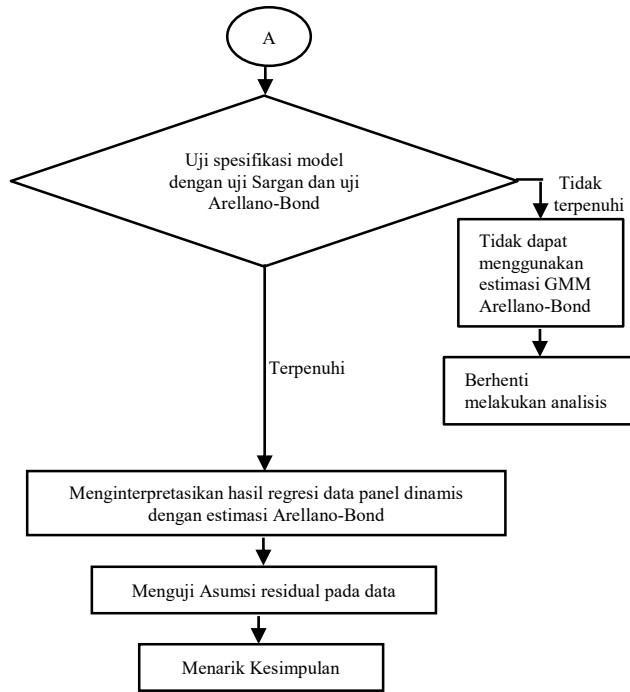 A
Uji spesifikasi model
dengan uji Sargan dan uji
Arellano-Bond
Tidak
terpenuhi
Tidak dapat
menggunakan
estimasi GMM
Arellano-Bond
Terpenuhi
Berhenti
melakukan analisis
Menginterpretasikan hasil regresi data panel dinamis
dengan estimasi Arellano-Bond
Menguji Asumsi residual pada data
Menarik Kesimpulan